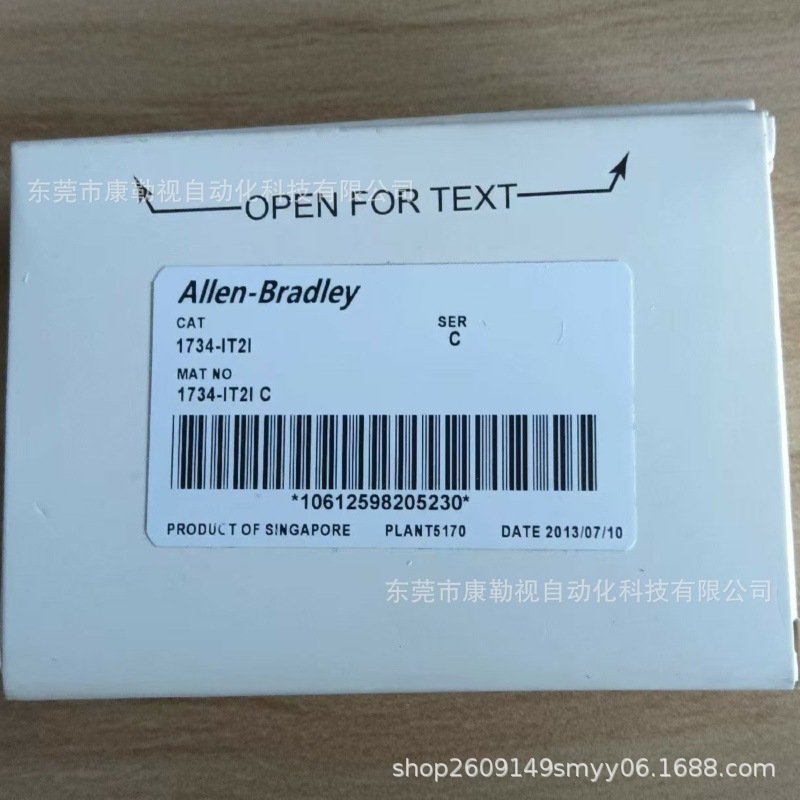 东莞市康勒视自动化科技有限公司
OPEN FOR TEXT
Allen-Bradley
CAT
SER
1734-IT2I
C
MAT NO
1734-IT2I C
*10612598205230*
PRODUCT OF SINGAPORE PLANT5170 DATE 2013/07/10
东莞市康勒视自动化科技有限公司
shop2609149smyy06.1688.com